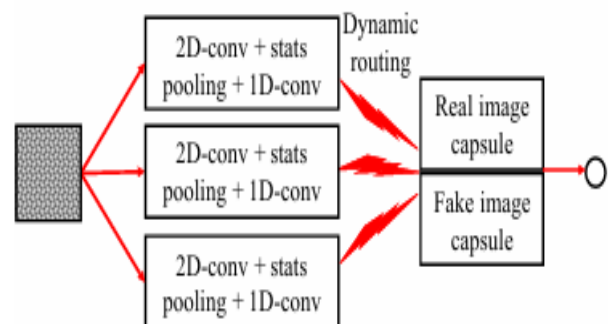 Dynamic
routing
2D-conv + stats
pooling + 1D-conv
2D-conv + stats
pooling + 1D-conv
2D-conv + stats
pooling + 1D-conv
Real image
capsule
Fake image
capsule